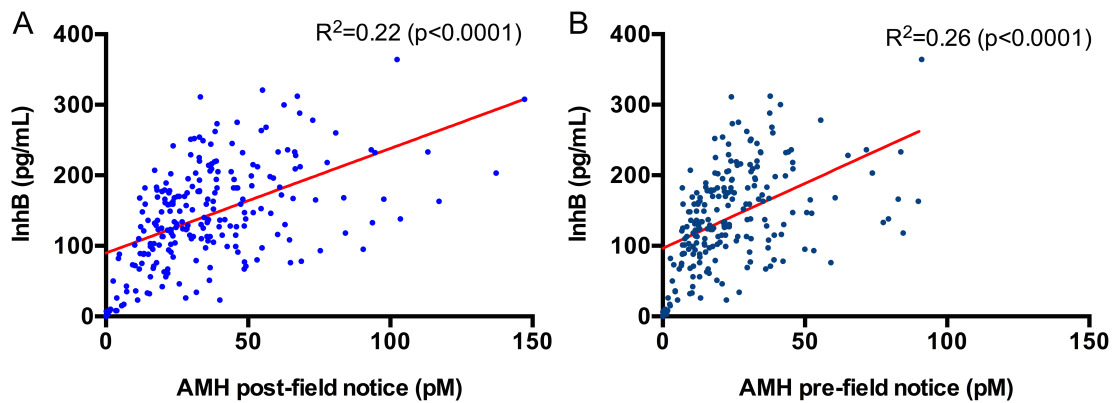 A
R²=0.22 (p<0.0001)
400
300
200
100
0
InhB (pg/mL)
0
50
100
150
AMH post-field notice (pM)
B
R²=0.26 (p<0.0001)
400
300
200
100
0
InhB (pg/mL)
0
50
100
150
AMH pre-field notice (pM)